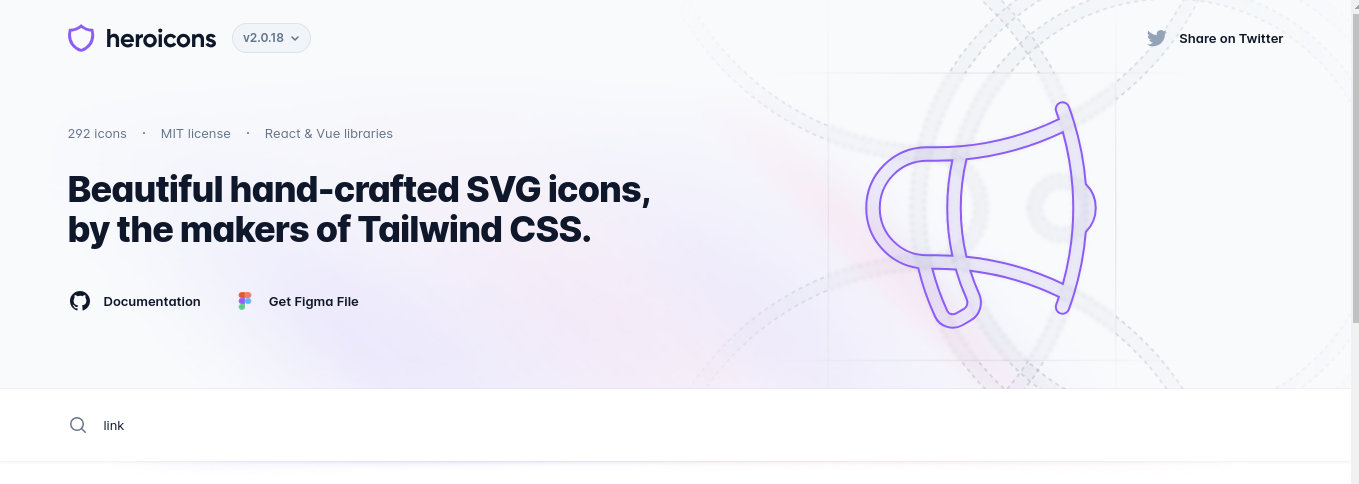 heroicons v2.0.18 Share on Twitter
292 icons · MIT license · React & Vue libraries
Beautiful hand-crafted SVG icons,
by the makers of Tailwind CSS.
Documentation Get Figma File
link